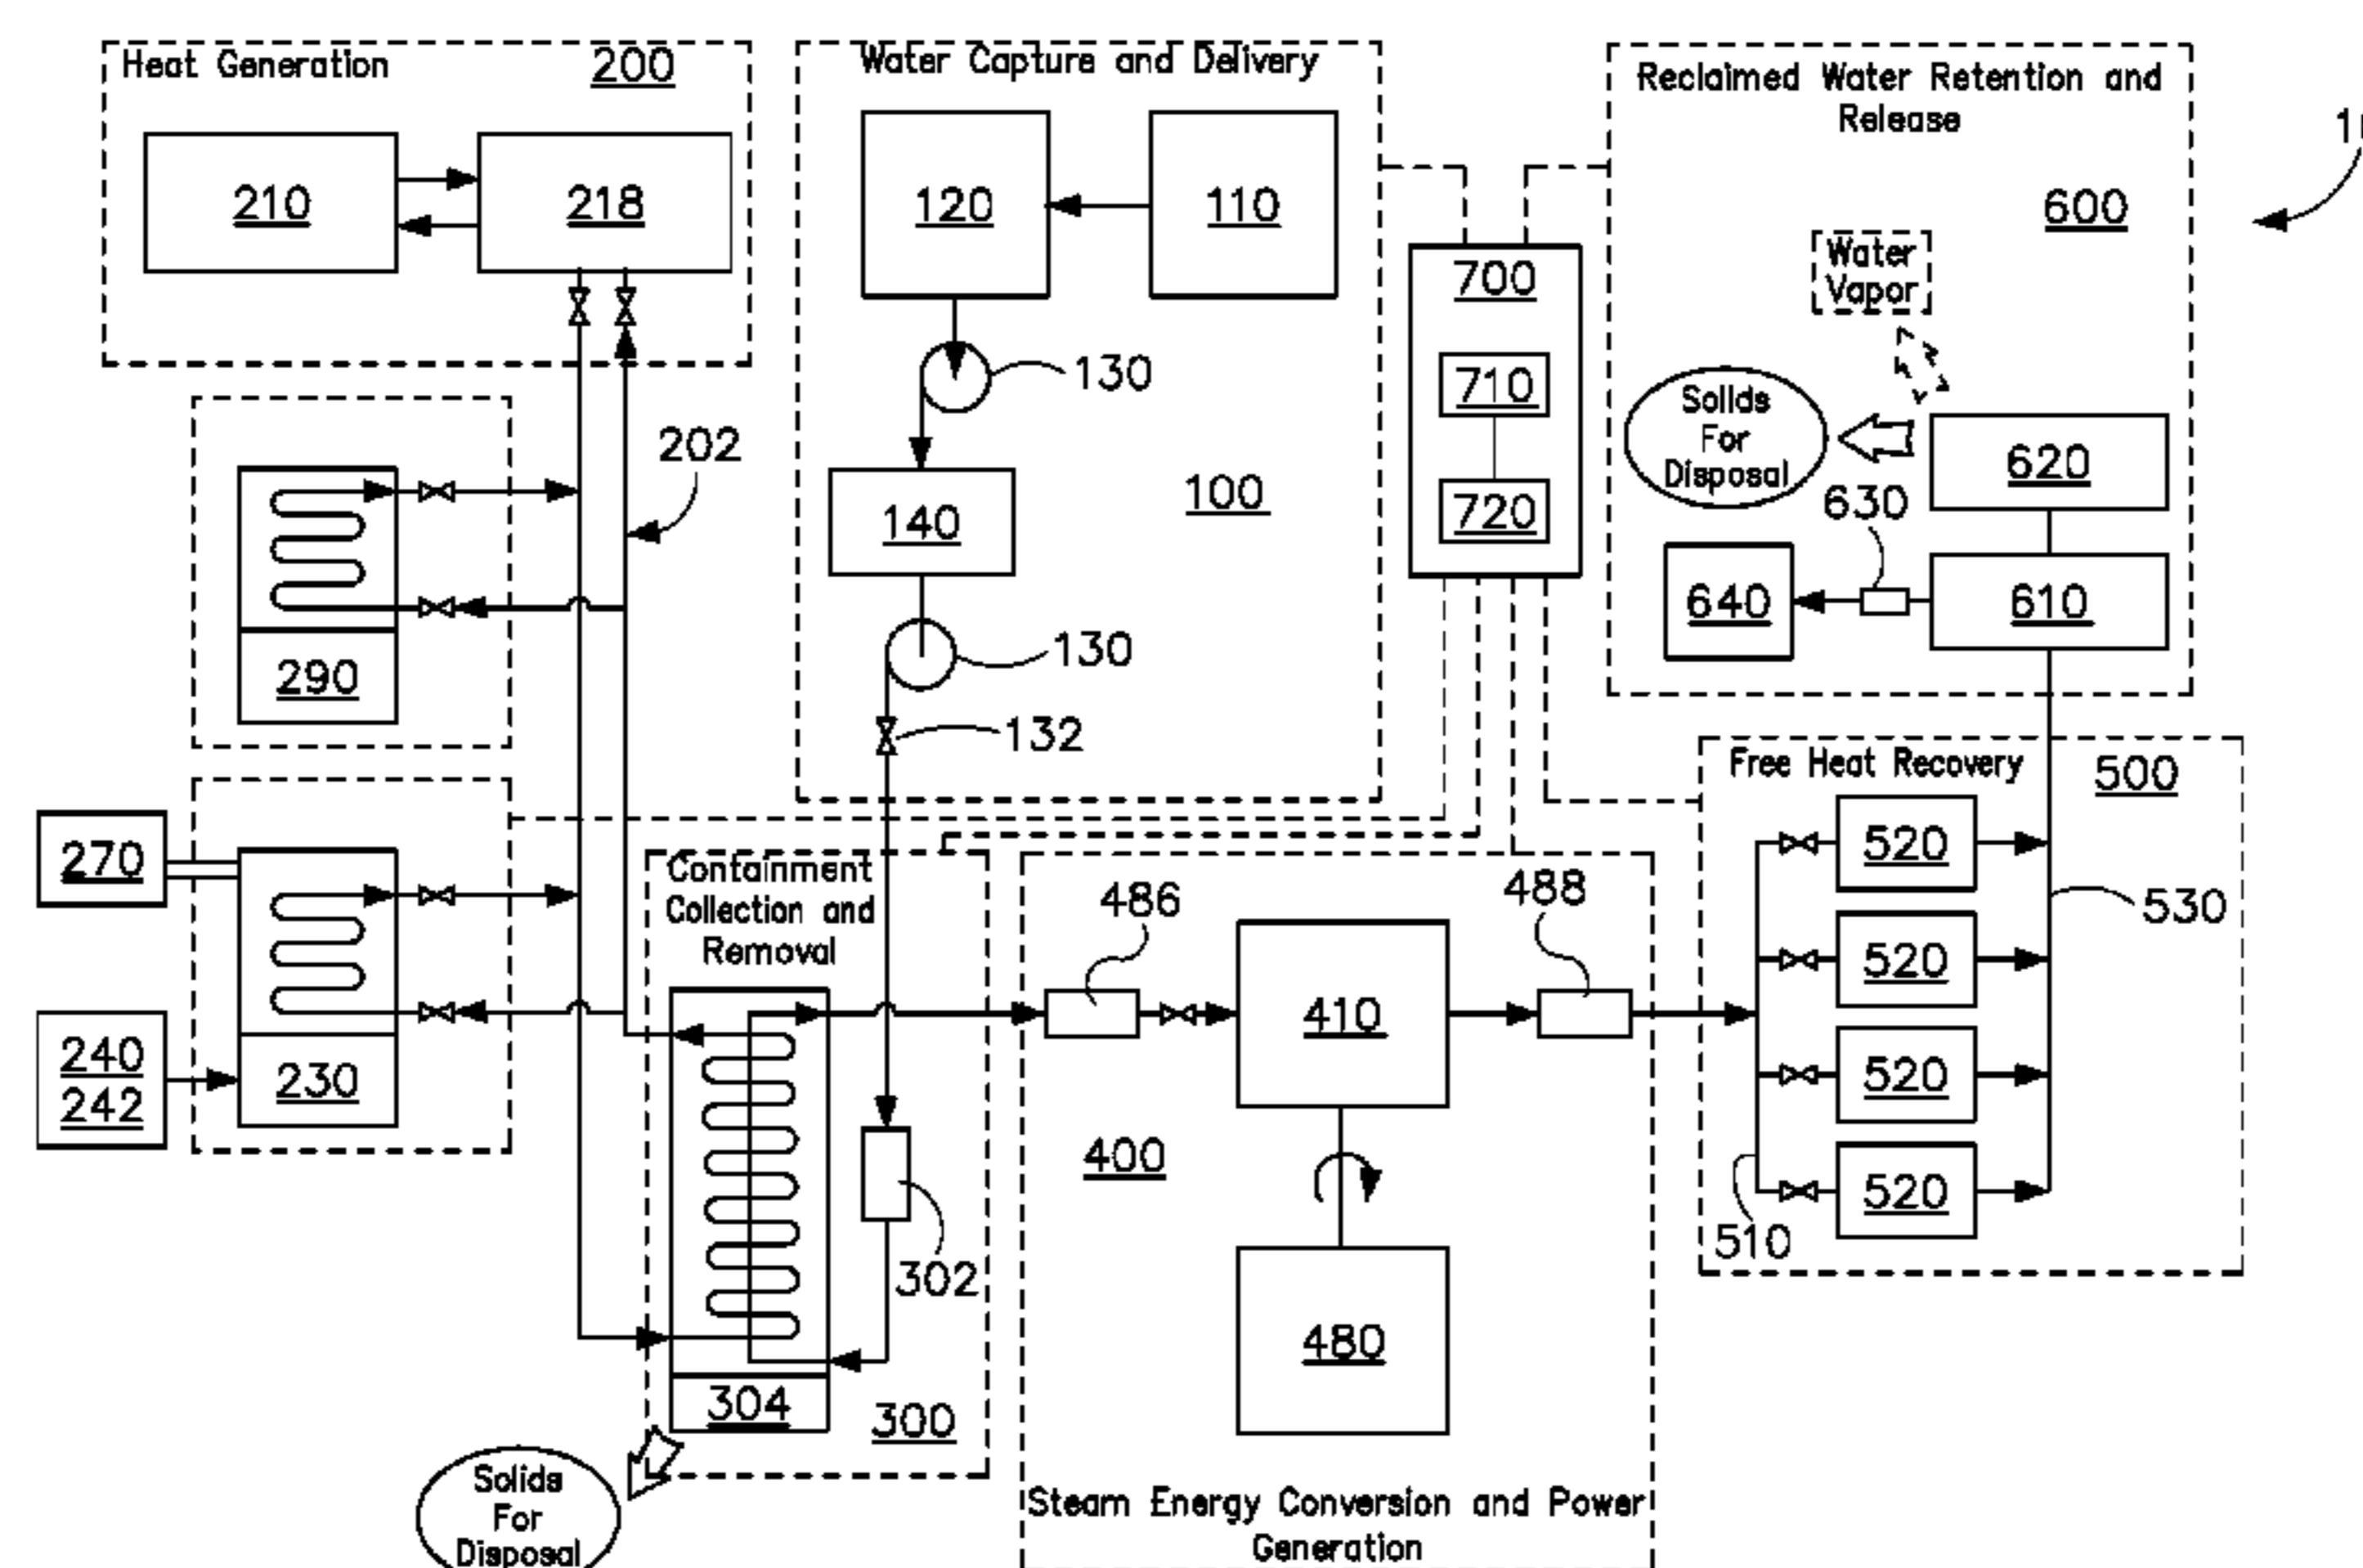 Heat Generation
200
210
218
202
290
270
240
242
230
Water Capture and Delivery
120
110
130
140
100
130
132
700
710
720
Reclaimed Water Retention and
Release
600
Water
Vapor
Solids
For
Disposal
620
630
640
610
Free Heat Recovery
500
520
520
520
520
530
510
Containment
Collection and
Removal
302
304
300
Solids
For
Disposal
486
488
410
400
480
Steam Energy Conversion and Power
Generation